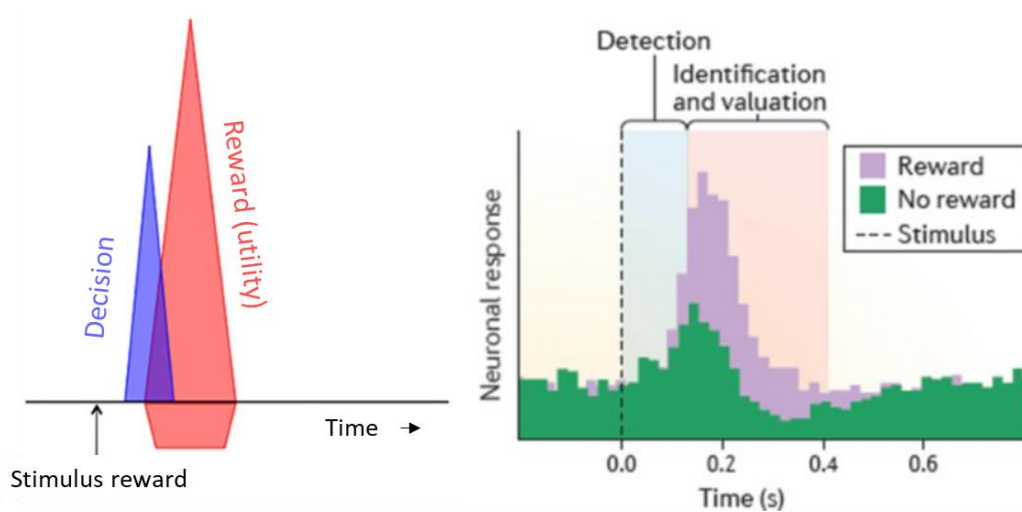 Decision
Reward (utility)
Time
Stimulus reward
Detection
Identification
and valuation
Neuronal response
Reward
No reward
Stimulus
0.0 0.2 0.4 0.6
Time (s)